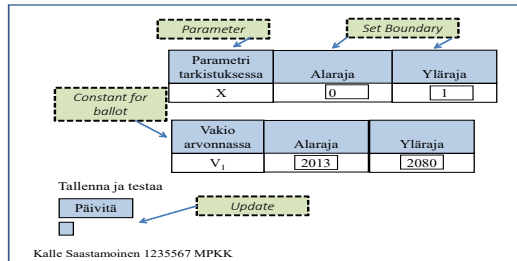 Parameter
Set Boundary
Parametri
tarkistuksessa
Alaraja
Yläraja
X
0
1
Constant for
ballot
Vakio
arvonnassa
Alaraja
Yläraja
V1
2013
2080
Tallenna ja testaa
Päivitä
Update
Kalle Saastamoinen 1235567 MPKK